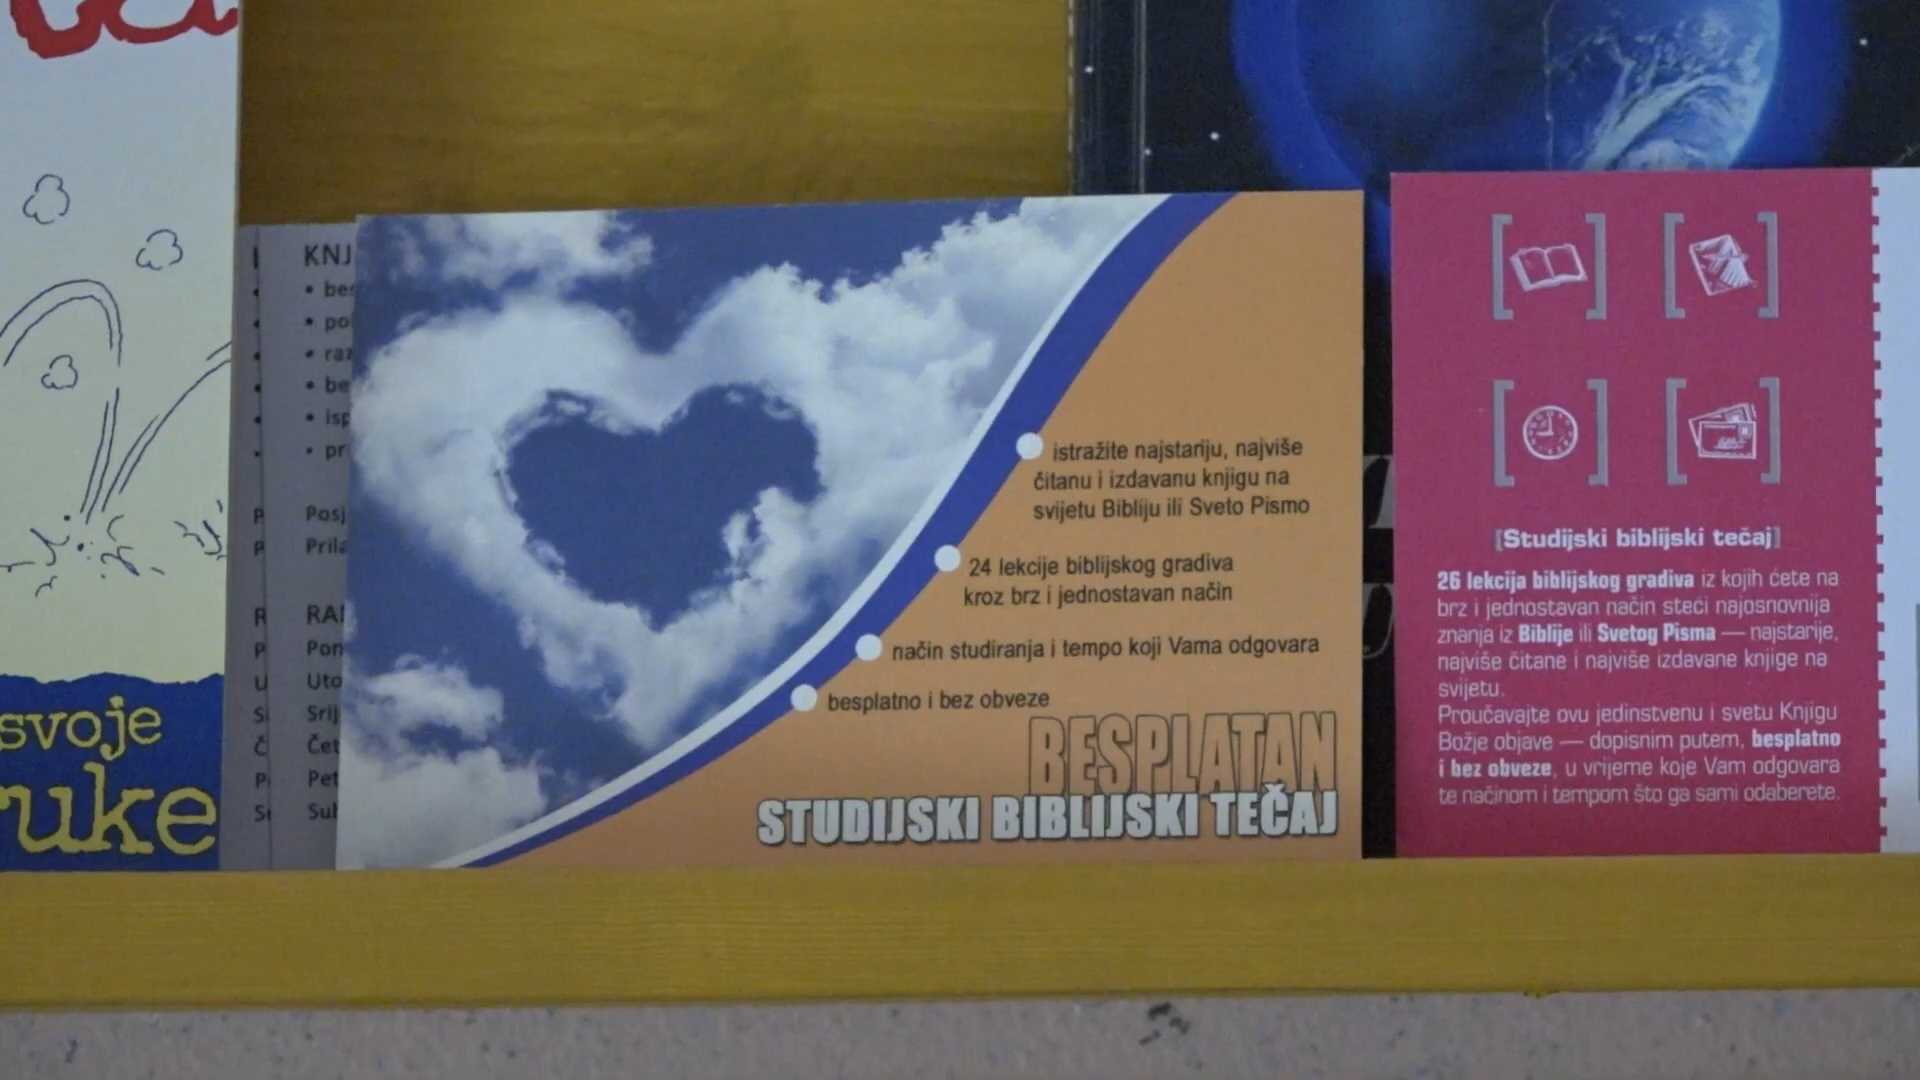 svoje
uke
KNJ
Posj
Prila
Pon
Uto
Srij
Čet
Pet
Sub
istražite najstariju, najviše
čitanu i izdavanu knjigu na
svijetu Bibliju ili Sveto Pismo
24 lekcije biblijskog gradiva
kroz brz i jednostavan način
način studiranja i tempo koji Vama odgovara
besplatno i bez obveze
BESPLATAN
STUDIJSKI BIBLIJSKI TEČAJ
[Studijski biblijski tečaj]
26 lekcija biblijskog gradiva iz kojih ćete na
brz i jednostavan način steći najosnovnija
znanja iz Biblije ili Svetog Pisma — najstarije,
najviše čitane i najviše izdavane knjige na
svijetu.
Proučavajte ovu jedinstvenu i svetu Knjigu
Božje objave — dopisnim putem, besplatno
i bez obveze, u vrijeme koje Vam odgovara
te načinom i tempom što ga sami odaberete.